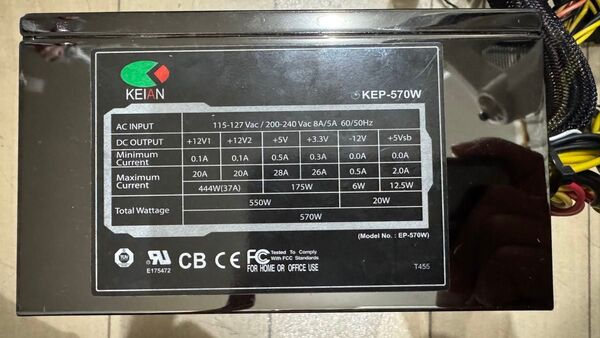 KEIAN
KEP-570W
AC INPUT 115-127 Vac / 200-240 Vac 8A/5A 60/50Hz
DC OUTPUT +12V1 +12V2 +5V +3.3V -12V +5Vsb
Minimum Current 0.1A 0.1A 0.5A 0.3A 0.0A 0.0A
Maximum Current 20A 20A 28A 26A 0.5A 2.0A
444W(37A) 175W 6W 12.5W
Total Wattage 550W 20W
570W
(Model No. : EP-570W)
E175472
CB CE FC Tested To Comply
With FCC Standards
FOR HOME OR OFFICE USE
T455